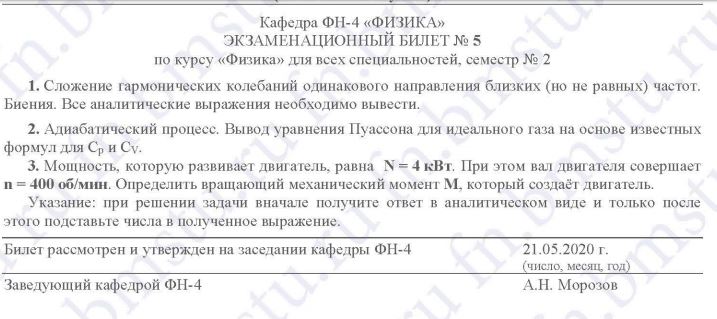 Кафедра ФН-4 «ФИЗИКА»
ЭКЗАМЕНАЦИОННЫЙ БИЛЕТ № 5
по курсу «Физика» для всех специальностей, семестр № 2
1. Сложение гармонических колебаний одинакового направления близких (но не равных) частот.
Биения. Все аналитические выражения необходимо вывести.
2. Адиабатический процесс. Вывод уравнения Пуассона для идеального газа на основе известных
формул для Cp и CV.
3. Мощность, которую развивает двигатель, равна N = 4 кВт. При этом вал двигателя совершает
n = 400 об/мин. Определить вращающий механический момент M, который создаёт двигатель.
Указание: при решении задачи вначале получите ответ в аналитическом виде и только после
этого подставьте числа в полученное выражение.
Билет рассмотрен и утвержден на заседании кафедры ФН-4 21.05.2020 г.
(число, месяц, год)
Заведующий кафедрой ФН-4 А.Н. Морозов